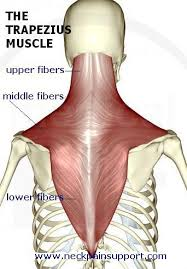 THE
TRAPEZIUS
MUSCLE
upper fibers
middle fibers
lower fibers
www.neckpainsupport.com